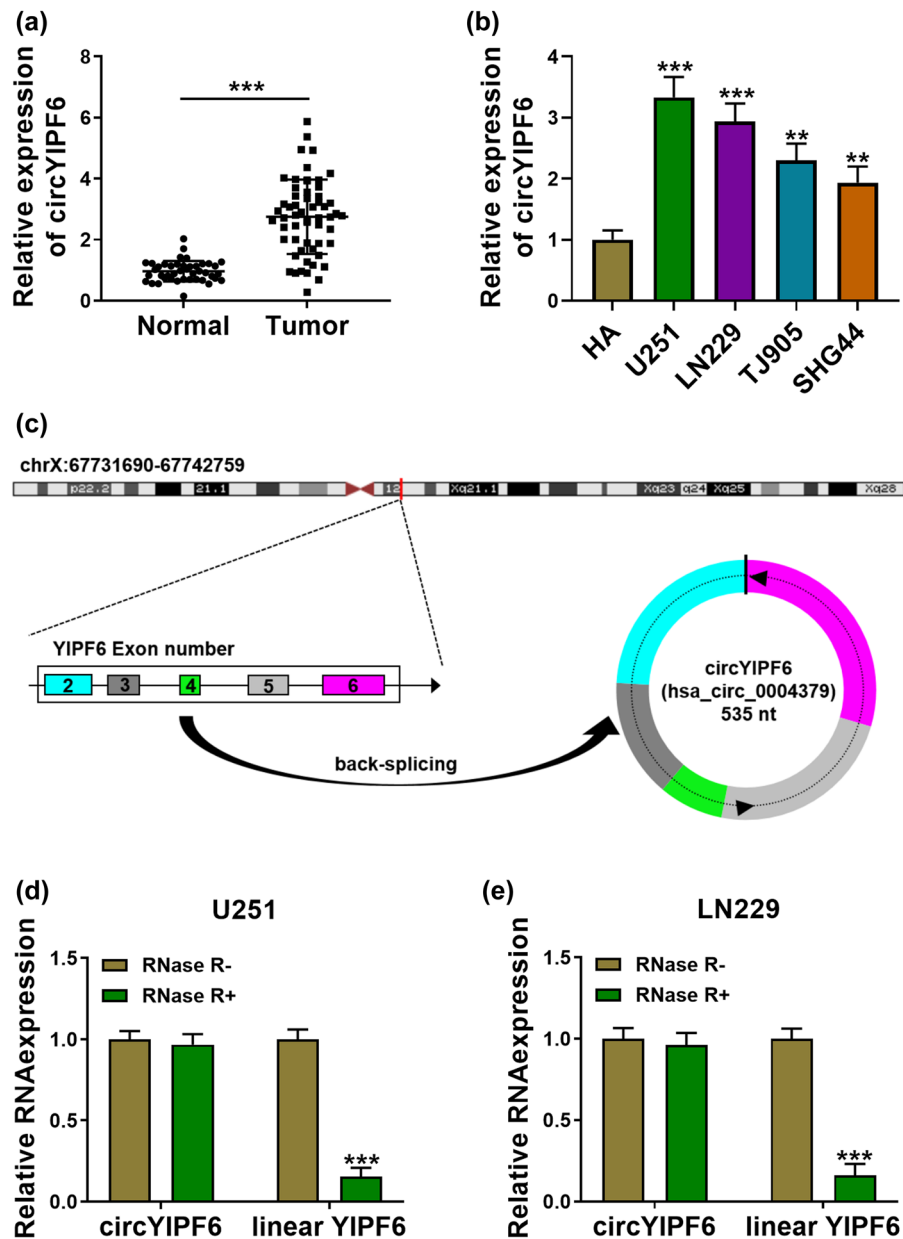 (a)
Relative expression
of circYIPF6
8
6
4
2
0
***
Normal
Tumor
(b)
Relative expression
of circYIPF6
4
3
2
1
0
***
***
**
**
HA
U251
LN229
TJ905
SHG44
(c)
chrX:67731690-67742759
p22.2
21.1
12
Xq21.1
Xq23
q24
Xq25
Xq28
YIPF6 Exon number
2
3
4
5
6
back-splicing
circYIPF6
(hsa_circ_0004379)
535 nt
(d)
U251
Relative RNAexpression
1.5
1.0
0.5
0.0
RNase R-
RNase R+
***
circYIPF6
linear YIPF6
(e)
LN229
Relative RNAexpression
1.5
1.0
0.5
0.0
RNase R-
RNase R+
***
circYIPF6
linear YIPF6